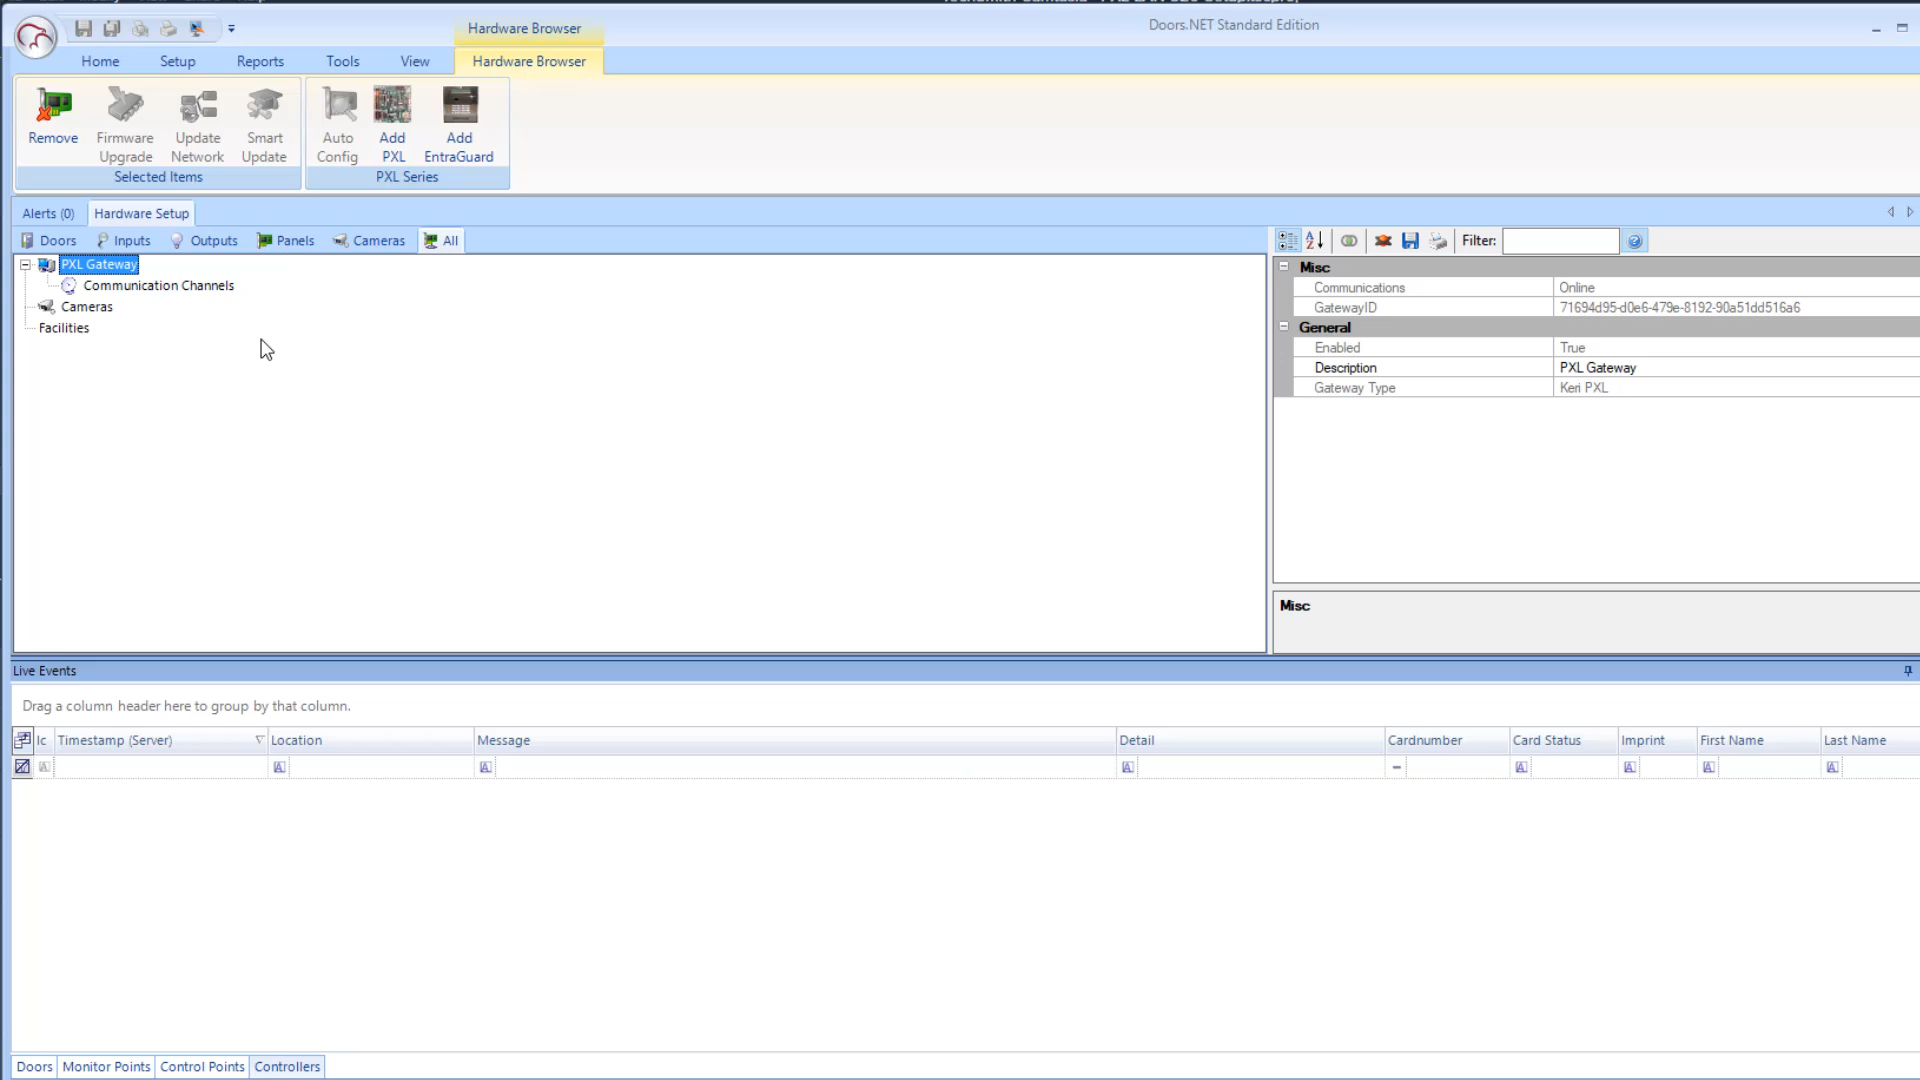 Hardware Browser
Doors.NET Standard Edition
Home Setup Reports Tools View Hardware Browser
Remove Firmware Upgrade Update Network Smart Update Auto Config Add PXL Add EntraGuard
Selected Items PXL Series
Alerts (0) Hardware Setup
Doors Inputs Outputs Panels Cameras All Filter:
PXL Gateway
Communication Channels
Cameras
Facilities
Misc
Communications Online
GatewayID 71694d95-d0e6-479e-8192-90a51dd516a6
General
Enabled True
Description PXL Gateway
Gateway Type Keri PXL
Misc
Live Events
Drag a column header here to group by that column.
Ic Timestamp (Server) Location Message Detail Cardnumber Card Status Imprint First Name Last Name
Doors Monitor Points Control Points Controllers